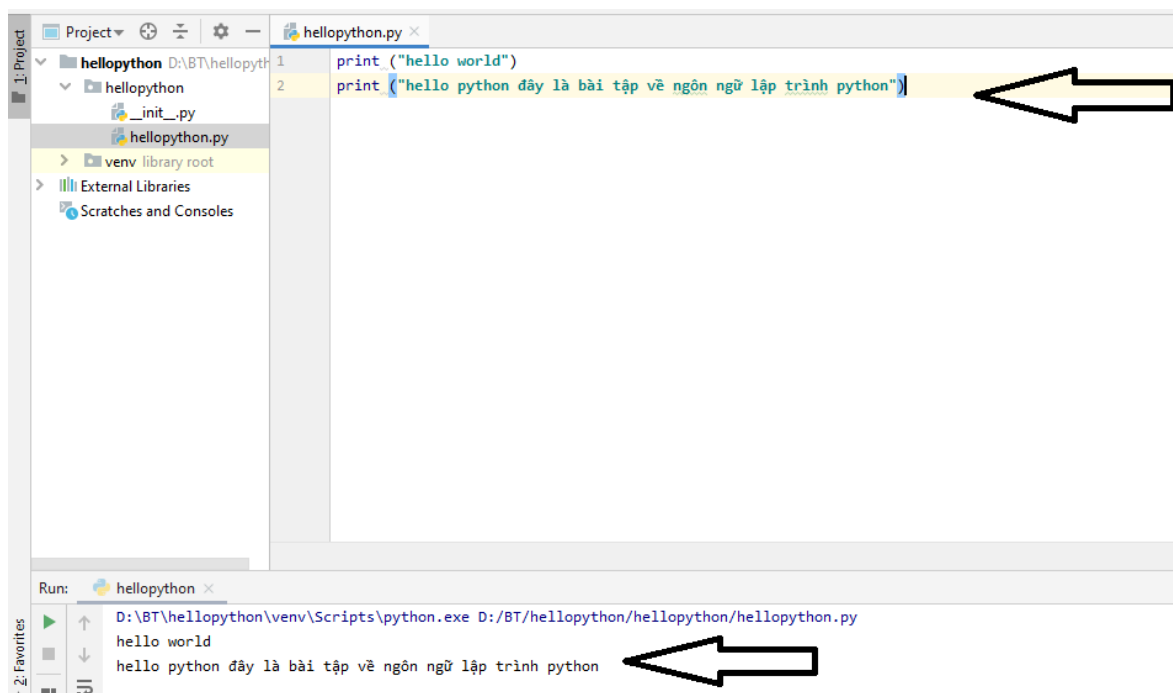 1: Project
Project
hellopython.py
hellopython D:\BT\hellopyth
hellopython
__init__.py
hellopython.py
venv library root
External Libraries
Scratches and Consoles
1 print ("hello world")
2 print ("hello python đây là bài tập về ngôn ngữ lập trình python")
Run: hellopython
D:\BT\hellopython\venv\Scripts\python.exe D:/BT/hellopython/hellopython/hellopython.py
hello world
hello python đây là bài tập về ngôn ngữ lập trình python
2: Favorites